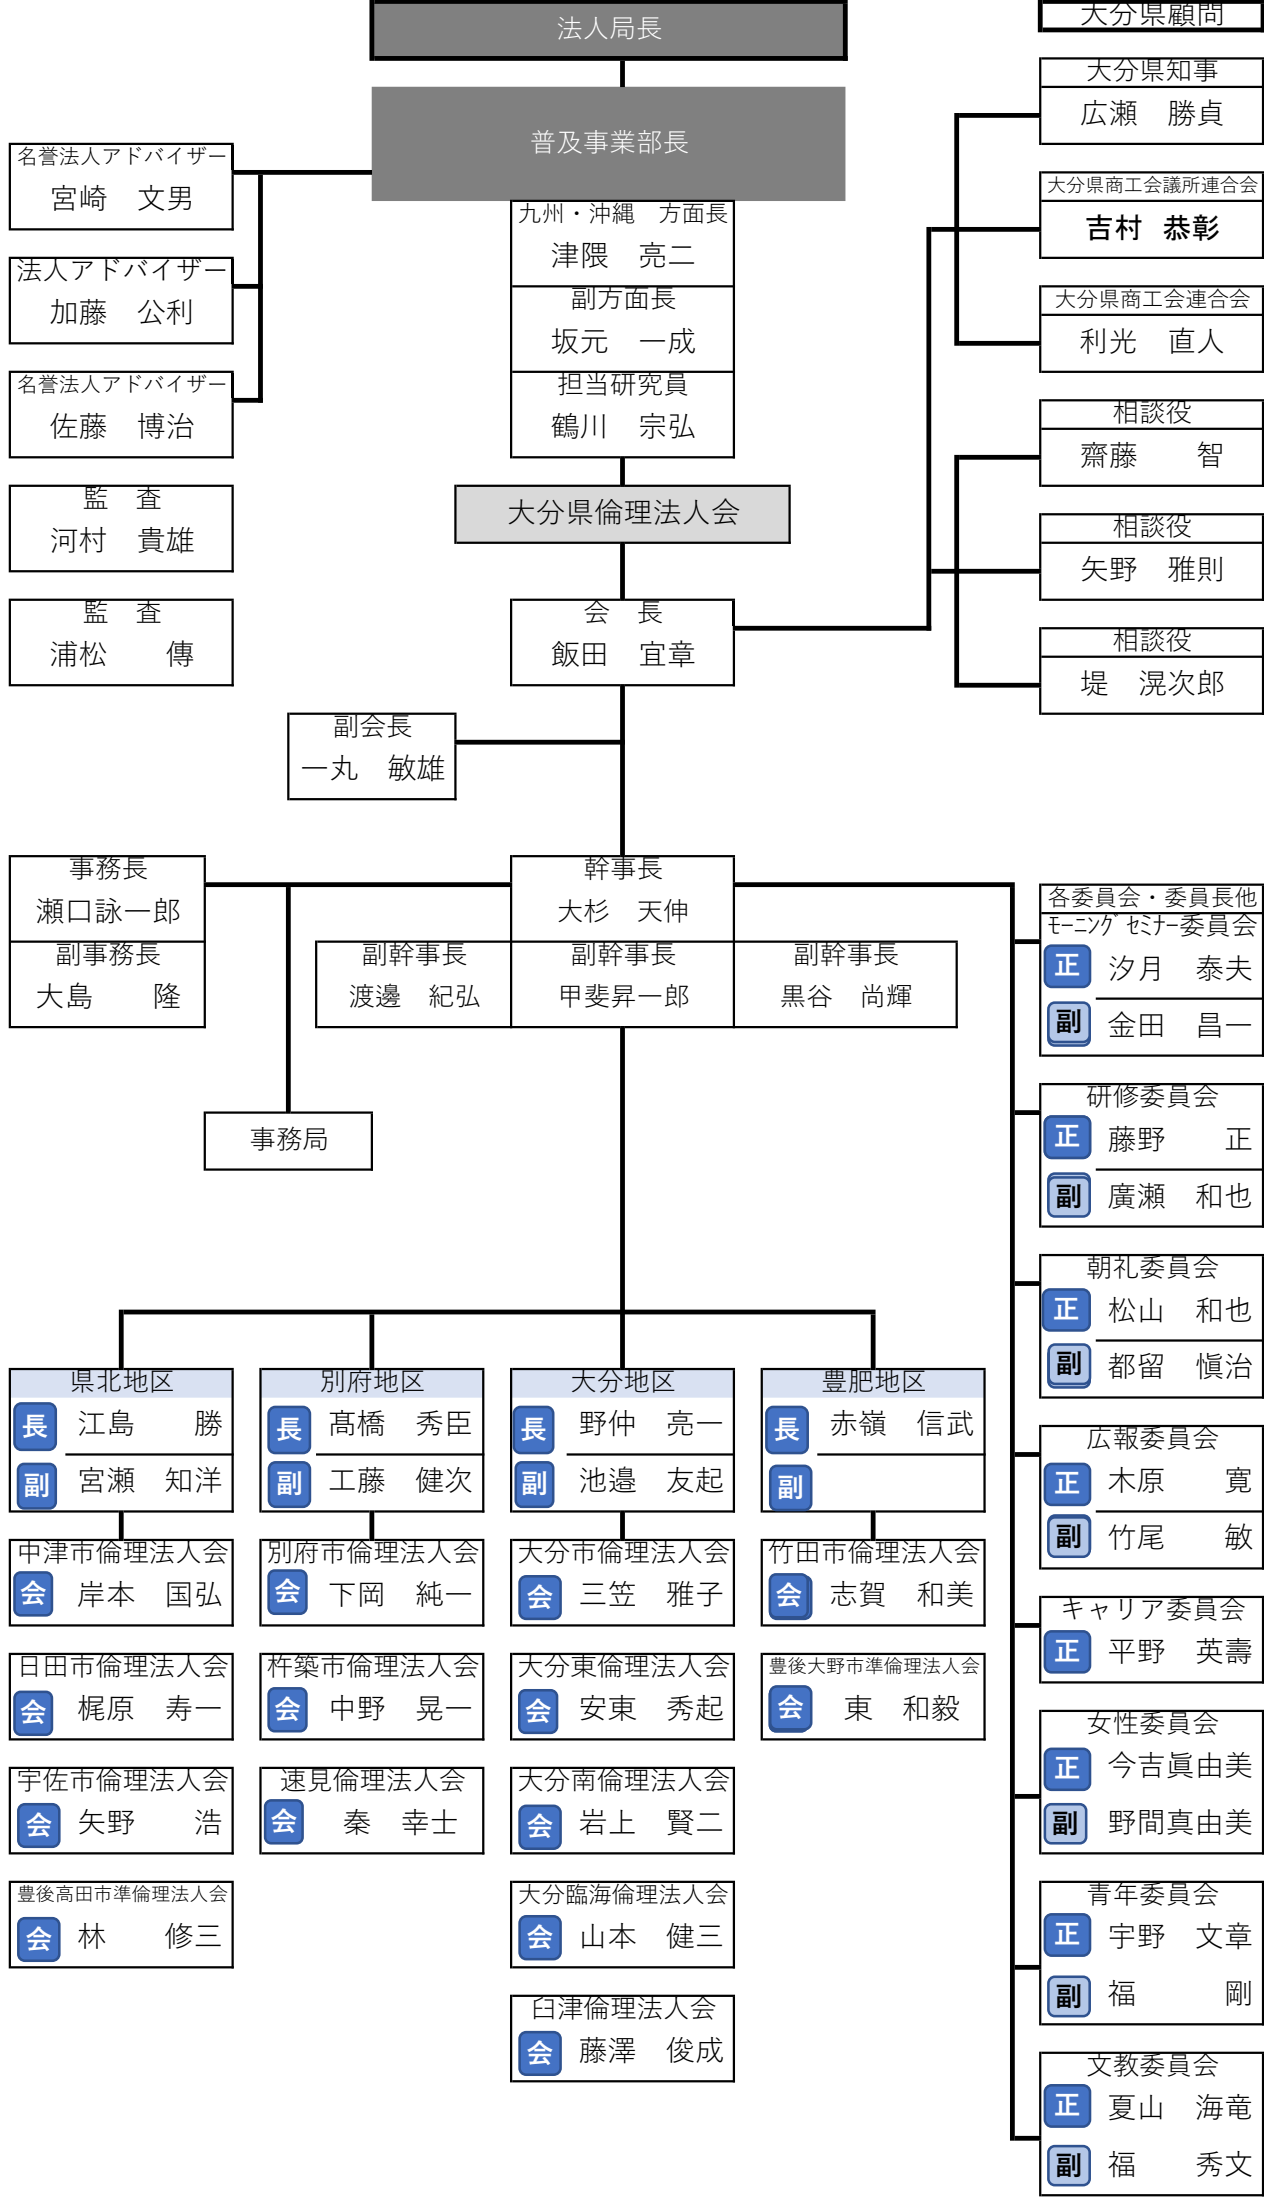 法人局長
普及事業部長
九州・沖縄　方面長
津隈　亮二
副方面長
坂元　一成
担当研究員
鶴川　宗弘
大分県倫理法人会
会　長
飯田　宜章
名誉法人アドバイザー
宮崎　文男
法人アドバイザー
加藤　公利
名誉法人アドバイザー
佐藤　博治
監　査
河村　貴雄
監　査
浦松　　傳
大分県顧問
大分県知事
広瀬　勝貞
大分県商工会議所連合会
吉村　恭彰
大分県商工会連合会
利光　直人
相談役
齋藤　　智
相談役
矢野　雅則
相談役
堤　滉次郎
副会長
一丸　敏雄
事務長
瀬口詠一郎
副事務長
大島　　隆
幹事長
大杉　天伸
副幹事長
渡邊　紀弘
副幹事長
甲斐昇一郎
副幹事長
黒谷　尚輝
事務局
各委員会・委員長他
ﾓｰﾆﾝｸﾞｾﾐﾅｰ委員会
正 汐月　泰夫
副 金田　昌一
研修委員会
正 藤野　　正
副 廣瀬　和也
朝礼委員会
正 松山　和也
副 都留　愼治
広報委員会
正 木原　　寛
副 竹尾　　敏
キャリア委員会
正 平野　英壽
女性委員会
正 今吉眞由美
副 野間真由美
青年委員会
正 宇野　文章
副 福　　　剛
文教委員会
正 夏山　海竜
副 福　　秀文
県北地区
長 江島　　勝
副 宮瀬　知洋
中津市倫理法人会
会 岸本　国弘
日田市倫理法人会
会 梶原　寿一
宇佐市倫理法人会
会 矢野　　浩
豊後高田市準倫理法人会
会 林　　修三
別府地区
長 髙橋　秀臣
副 工藤　健次
別府市倫理法人会
会 下岡　純一
杵築市倫理法人会
会 中野　晃一
速見倫理法人会
会 秦　幸士
大分地区
長 野仲　亮一
副 池邉　友起
大分市倫理法人会
会 三笠　雅子
大分東倫理法人会
会 安東　秀起
大分南倫理法人会
会 岩上　賢二
大分臨海倫理法人会
会 山本　健三
臼津倫理法人会
会 藤澤　俊成
豊肥地区
長 赤嶺　信武
副
竹田市倫理法人会
会 志賀　和美
豊後大野市準倫理法人会
会 東　和毅